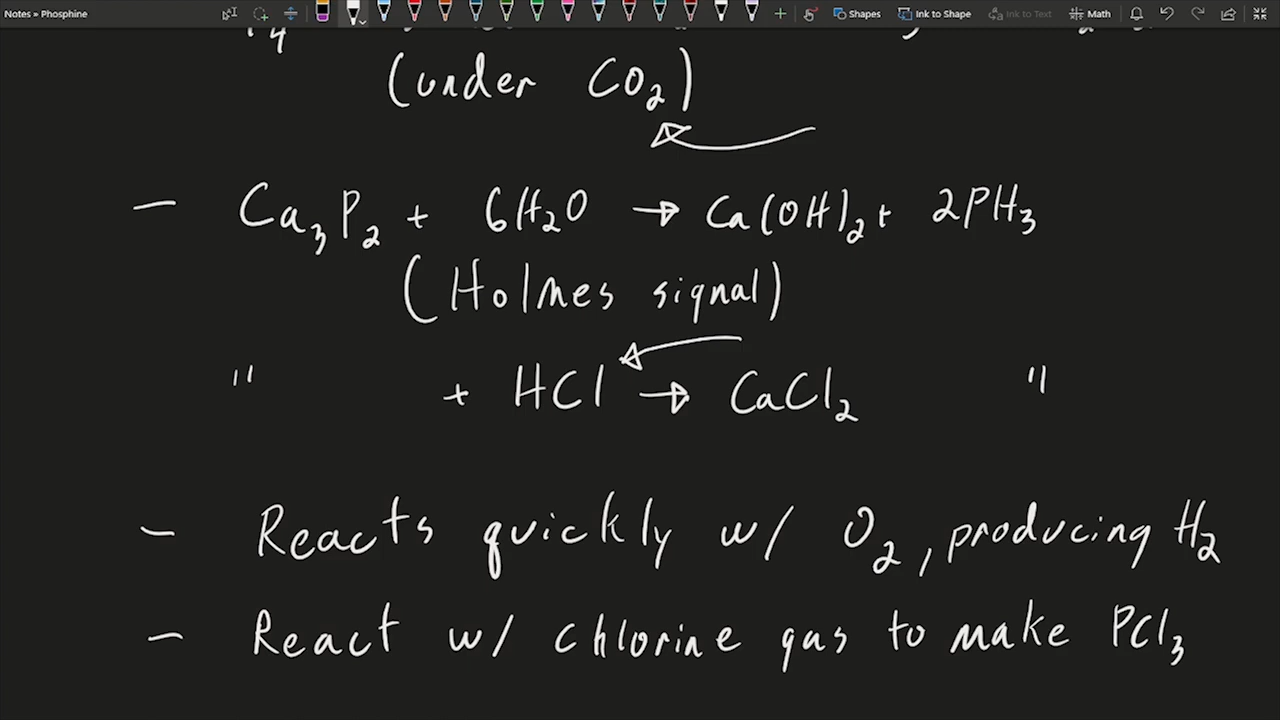 Notes » Phosphine Shapes Ink to Shape Ink to Text Math
(under CO₂)
— Ca₃P₂ + 6H₂O → Ca(OH)₂ + 2PH₃
(Holmes signal)
" + HCl → CaCl₂ "
— Reacts quickly w/ O₂, producing H₂
— React w/ chlorine gas to make PCl₃